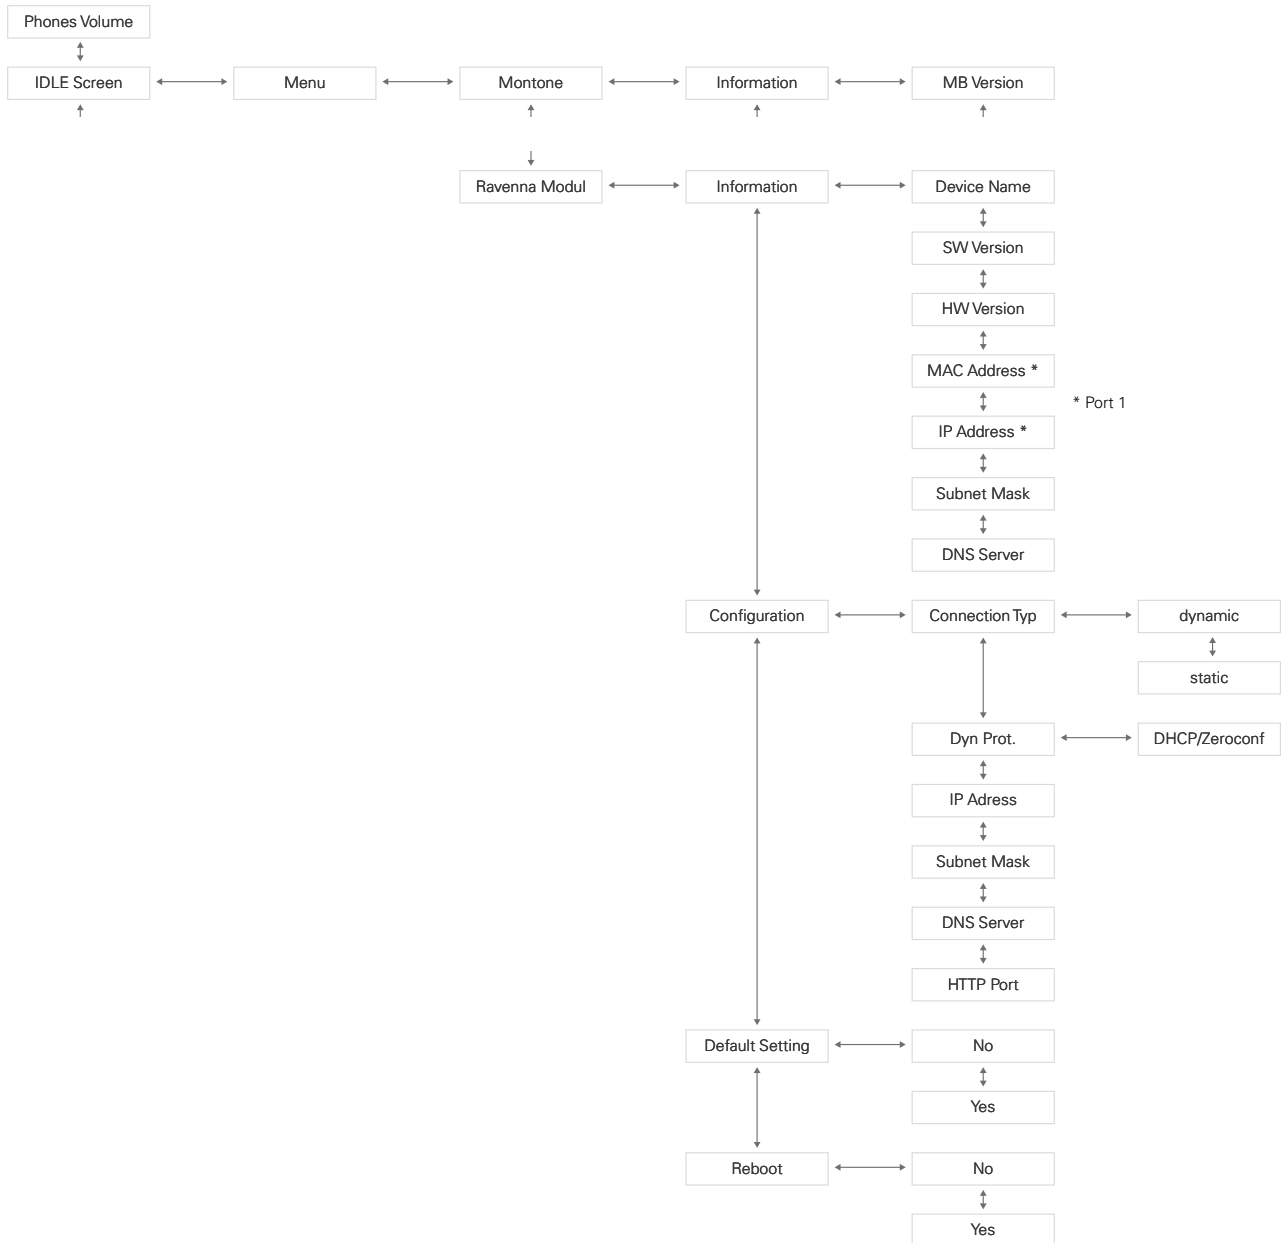 Phones Volume
IDLE Screen
Menu
Montone
Information
MB Version
Ravenna Modul
Information
Device Name
SW Version
HW Version
MAC Address *
* Port 1
IP Address *
Subnet Mask
DNS Server
Configuration
Connection Typ
dynamic
static
Dyn Prot.
DHCP/Zeroconf
IP Adress
Subnet Mask
DNS Server
HTTP Port
Default Setting
No
Yes
Reboot
No
Yes